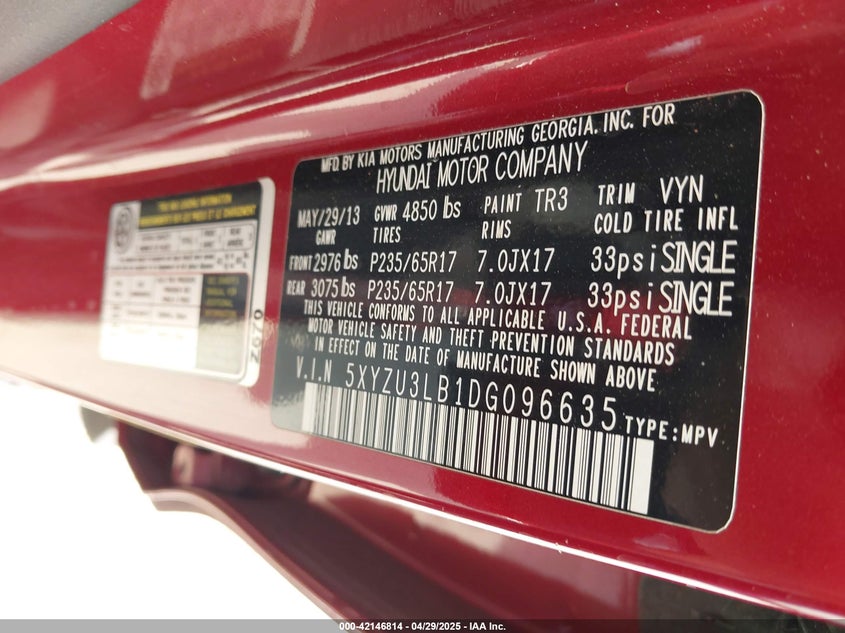 MFD. BY KIA MOTORS MANUFACTURING GEORGIA, INC. FOR
HYUNDAI MOTOR COMPANY
MAY/29/13 GVWR 4850 lbs PAINT TR3 TRIM VYN
GAWR TIRES RIMS COLD TIRE INFL
FRONT 2976 lbs P235/65R17 7.0JX17 33psi SINGLE
REAR 3075 lbs P235/65R17 7.0JX17 33psi SINGLE
THIS VEHICLE CONFORMS TO ALL APPLICABLE U.S.A. FEDERAL
MOTOR VEHICLE SAFETY AND THEFT PREVENTION STANDARDS
IN EFFECT ON THE DATE OF MANUFACTURE SHOWN ABOVE
V.I.N 5XYZU3LB1DG096635 TYPE:MPV
Z670
000-42146814 - 04/29/2025 - IAA Inc.